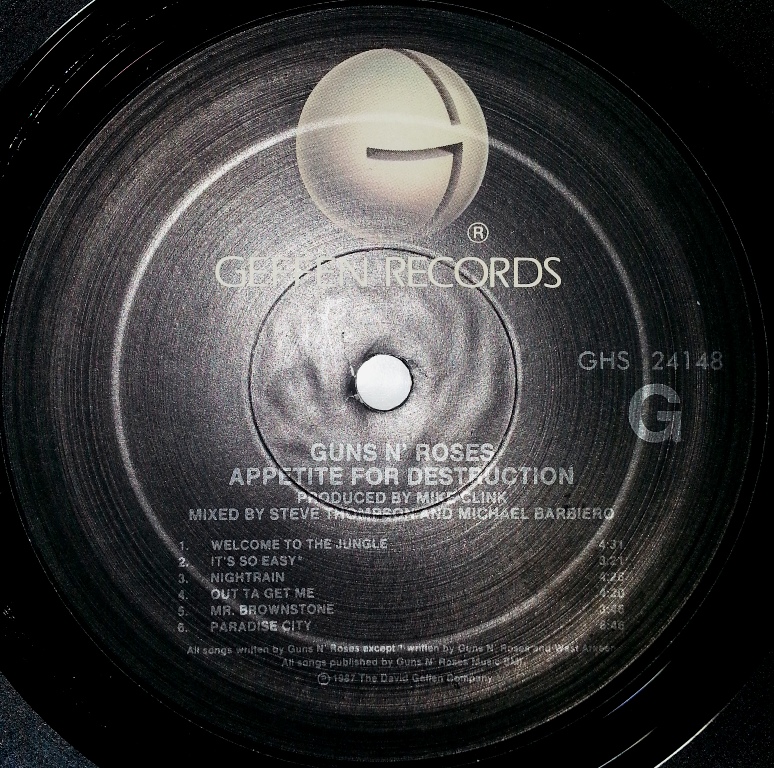 ®
GEFFEN RECORDS
GHS 24148
G
GUNS N' ROSES
APPETITE FOR DESTRUCTION
PRODUCED BY MIKE CLINK
MIXED BY STEVE THOMPSON AND MICHAEL BARBIERO
1. WELCOME TO THE JUNGLE 4:31
2. IT'S SO EASY* 3:21
3. NIGHTRAIN 4:26
4. OUT TA GET ME 4:20
5. MR. BROWNSTONE 3:46
6. PARADISE CITY 6:46
All songs written by Guns N' Roses except * written by Guns N' Roses and West Arkeen
All songs published by Guns N' Roses Music BMI
℗ 1987 The David Geffen Company